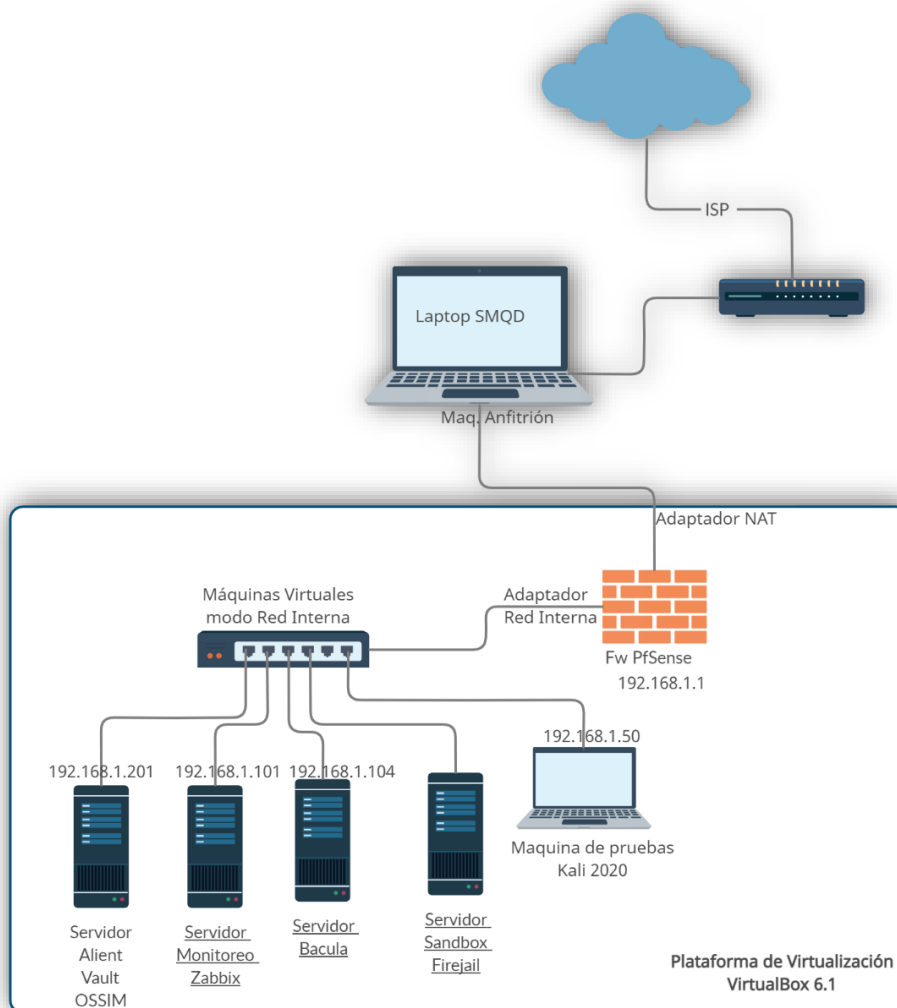 ISP
Laptop SMQD
Maq. Anfitrión
Adaptador NAT
Máquinas Virtuales
modo Red Interna
Adaptador
Red Interna
Fw PfSense
192.168.1.1
192.168.1.50
192.168.1.201
192.168.1.101
192.168.1.104
Maquina de pruebas
Kali 2020
Servidor
Alient
Vault
OSSIM
Servidor
Monitoreo
Zabbix
Servidor
Bacula
Servidor
Sandbox
Firejail
Plataforma de Virtualización
VirtualBox 6.1